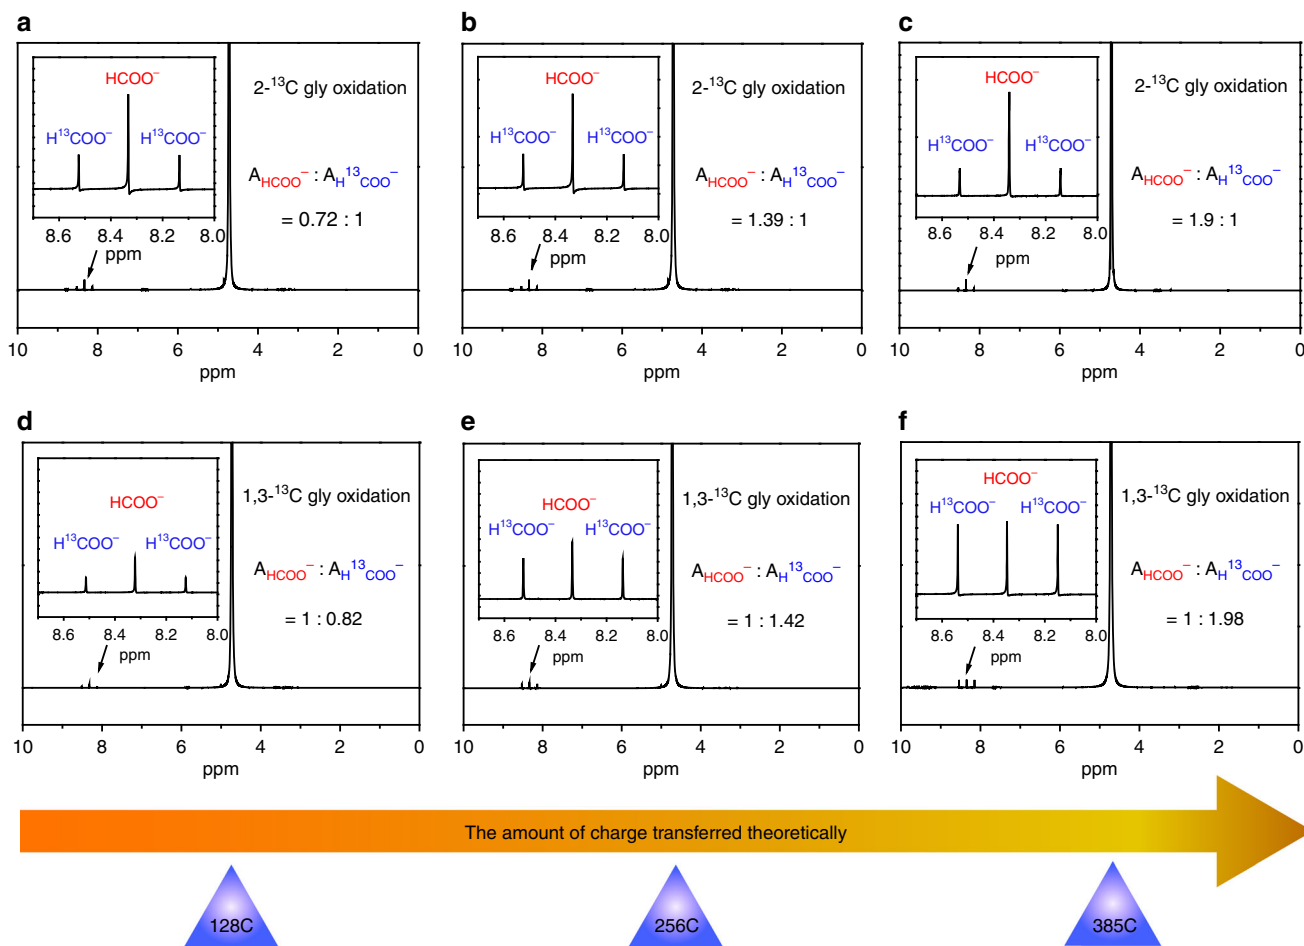 a
HCOO⁻
2-¹³C gly oxidation
H¹³COO⁻ H¹³COO⁻
A_HCOO⁻ : A_H¹³COO⁻
= 0.72 : 1
8.6 8.4 8.2 8.0
ppm
10 8 6 4 2 0
ppm
b
HCOO⁻
2-¹³C gly oxidation
H¹³COO⁻ H¹³COO⁻
A_HCOO⁻ : A_H¹³COO⁻
= 1.39 : 1
8.6 8.4 8.2 8.0
ppm
10 8 6 4 2 0
ppm
c
HCOO⁻
2-¹³C gly oxidation
H¹³COO⁻ H¹³COO⁻
A_HCOO⁻ : A_H¹³COO⁻
= 1.9 : 1
8.6 8.4 8.2 8.0
ppm
10 8 6 4 2 0
ppm
d
1,3-¹³C gly oxidation
HCOO⁻
H¹³COO⁻ H¹³COO⁻
A_HCOO⁻ : A_H¹³COO⁻
= 1 : 0.82
8.6 8.4 8.2 8.0
ppm
10 8 6 4 2 0
ppm
e
1,3-¹³C gly oxidation
HCOO⁻
H¹³COO⁻ H¹³COO⁻
A_HCOO⁻ : A_H¹³COO⁻
= 1 : 1.42
8.6 8.4 8.2 8.0
ppm
10 8 6 4 2 0
ppm
f
HCOO⁻
1,3-¹³C gly oxidation
H¹³COO⁻ H¹³COO⁻
A_HCOO⁻ : A_H¹³COO⁻
= 1 : 1.98
8.6 8.4 8.2 8.0
ppm
10 8 6 4 2 0
ppm
The amount of charge transferred theoretically
128C
256C
385C